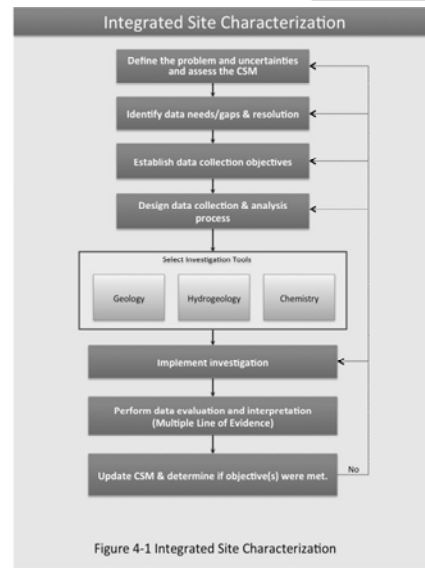 Integrated Site Characterization
Define the problem and uncertainties
and assess the CSM
Identify data needs/gaps & resolution
Establish data collection objectives
Design data collection & analysis
process
Select Investigation Tools
Geology
Hydrogeology
Chemistry
Implement investigation
Perform data evaluation and interpretation
(Multiple Line of Evidence)
Update CSM & determine if objective(s) were met.
No
Figure 4-1 Integrated Site Characterization